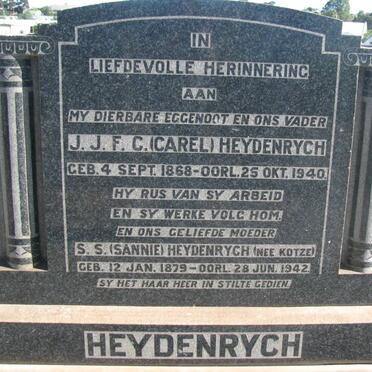 IN
LIEFDEVOLLE HERINNERING
AAN
MY DIERBARE EGGENOOT EN ONS VADER
J. J. F. C. (CAREL) HEYDENRYCH
GEB. 4 SEPT. 1868-OORL. 25 OKT. 1940.
HY RUS VAN SY ARBEID
EN SY WERKE VOLG HOM.
EN ONS GELIEFDE MOEDER
S. S. (SANNIE) HEYDENRYCH (NEE KOTZE)
GEB. 12 JAN. 1879-OORL. 28 JUN. 1942.
SY HET HAAR HEER IN STILTE GEDIEN.
HEYDENRYCH